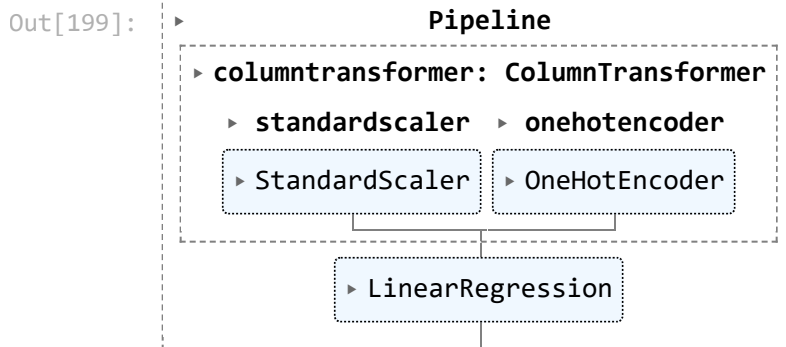 Out[199]:
Pipeline
columntransformer: ColumnTransformer
standardscaler
onehotencoder
StandardScaler
OneHotEncoder
LinearRegression